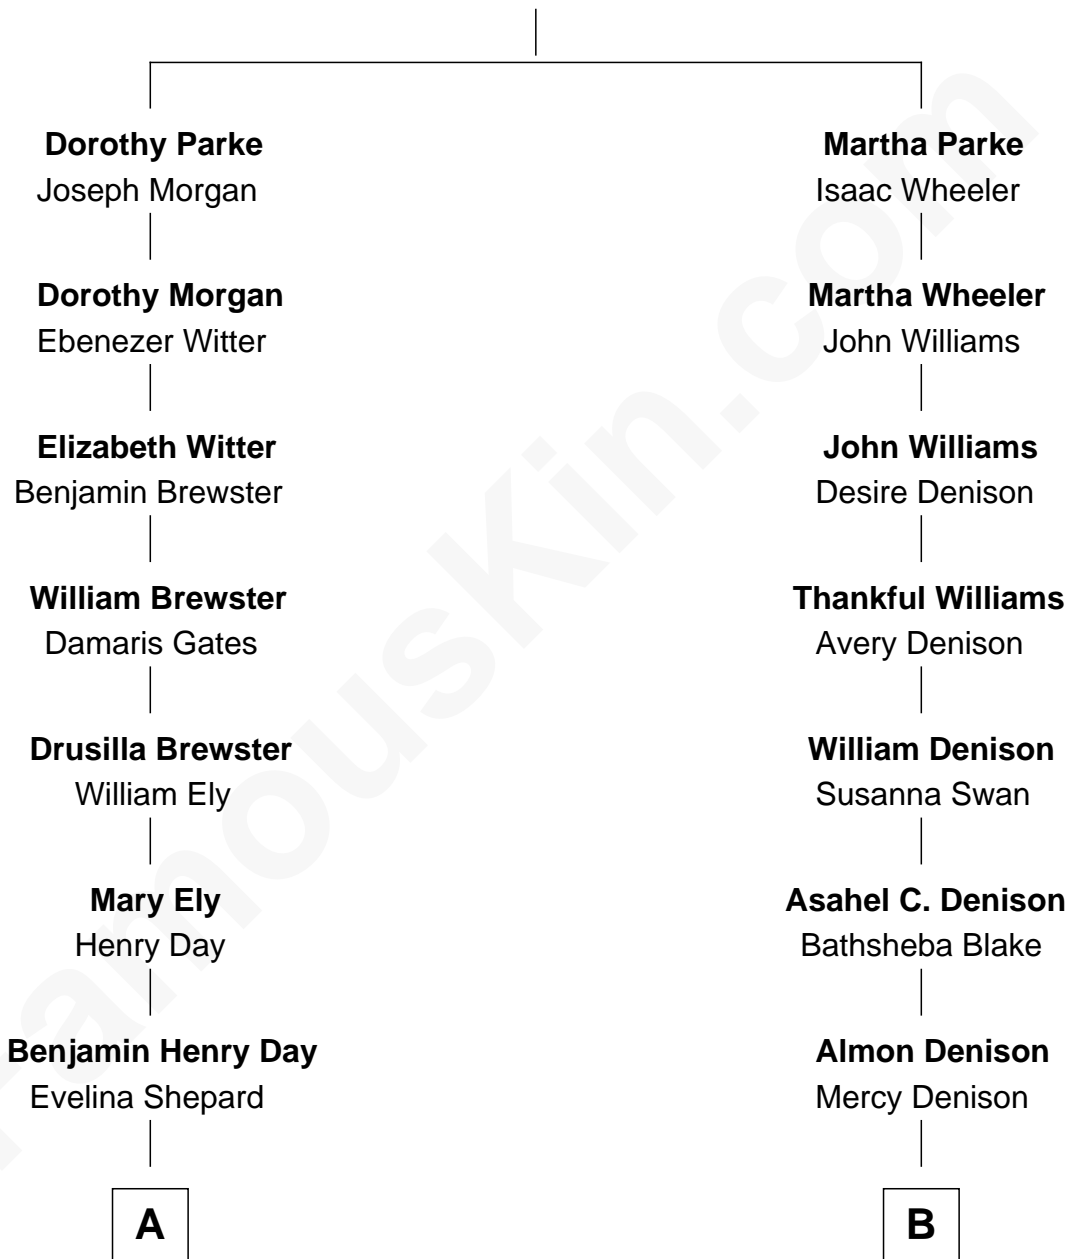 Dorothy Parke
Joseph Morgan
Dorothy Morgan
Ebenezer Witter
Elizabeth Witter
Benjamin Brewster
William Brewster
Damaris Gates
Drusilla Brewster
William Ely
Mary Ely
Henry Day
Benjamin Henry Day
Evelina Shepard
A
Martha Parke
Isaac Wheeler
Martha Wheeler
John Williams
John Williams
Desire Denison
Thankful Williams
Avery Denison
William Denison
Susanna Swan
Asahel C. Denison
Bathsheba Blake
Almon Denison
Mercy Denison
B
FamousKin.com